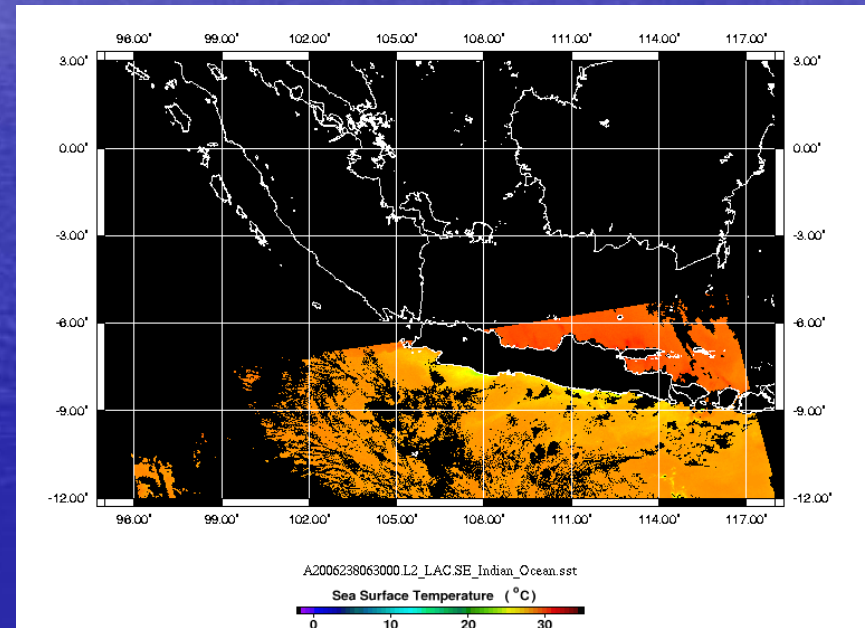 96.00° 99.00° 102.00° 105.00° 108.00° 111.00° 114.00° 117.00°
3.00° 3.00°
0.00° 0.00°
-3.00° -3.00°
-6.00° -6.00°
-9.00° -9.00°
-12.00° -12.00°
96.00° 99.00° 102.00° 105.00° 108.00° 111.00° 114.00° 117.00°
A2006238063000.L2_LAC.SE_Indian_Ocean.sst
Sea Surface Temperature (°C)
0 10 20 30